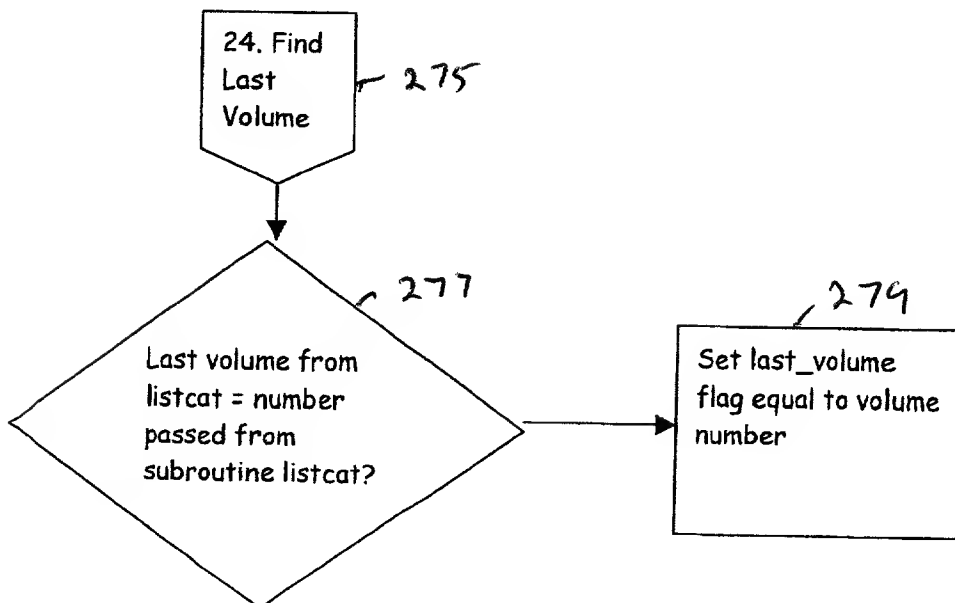 24. Find
Last
Volume
275
277
Last volume from
listcat = number
passed from
subroutine listcat?
279
Set last_volume
flag equal to volume
number